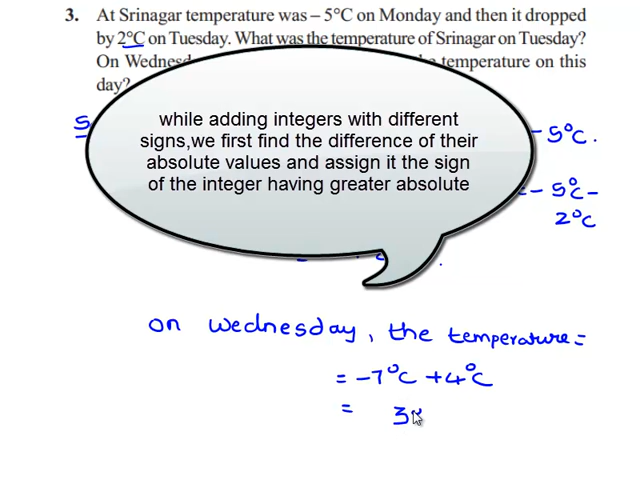 3. At Srinagar temperature was – 5°C on Monday and then it dropped
by 2°C on Tuesday. What was the temperature of Srinagar on Tuesday?
On Wednesd temperature on this
day?
while adding integers with different
signs,we first find the difference of their
absolute values and assign it the sign
of the integer having greater absolute
S
- 5°C.
= - 5°C -
2°C
on wednesday, the temperature =
= -7°C + 4°C
= 3